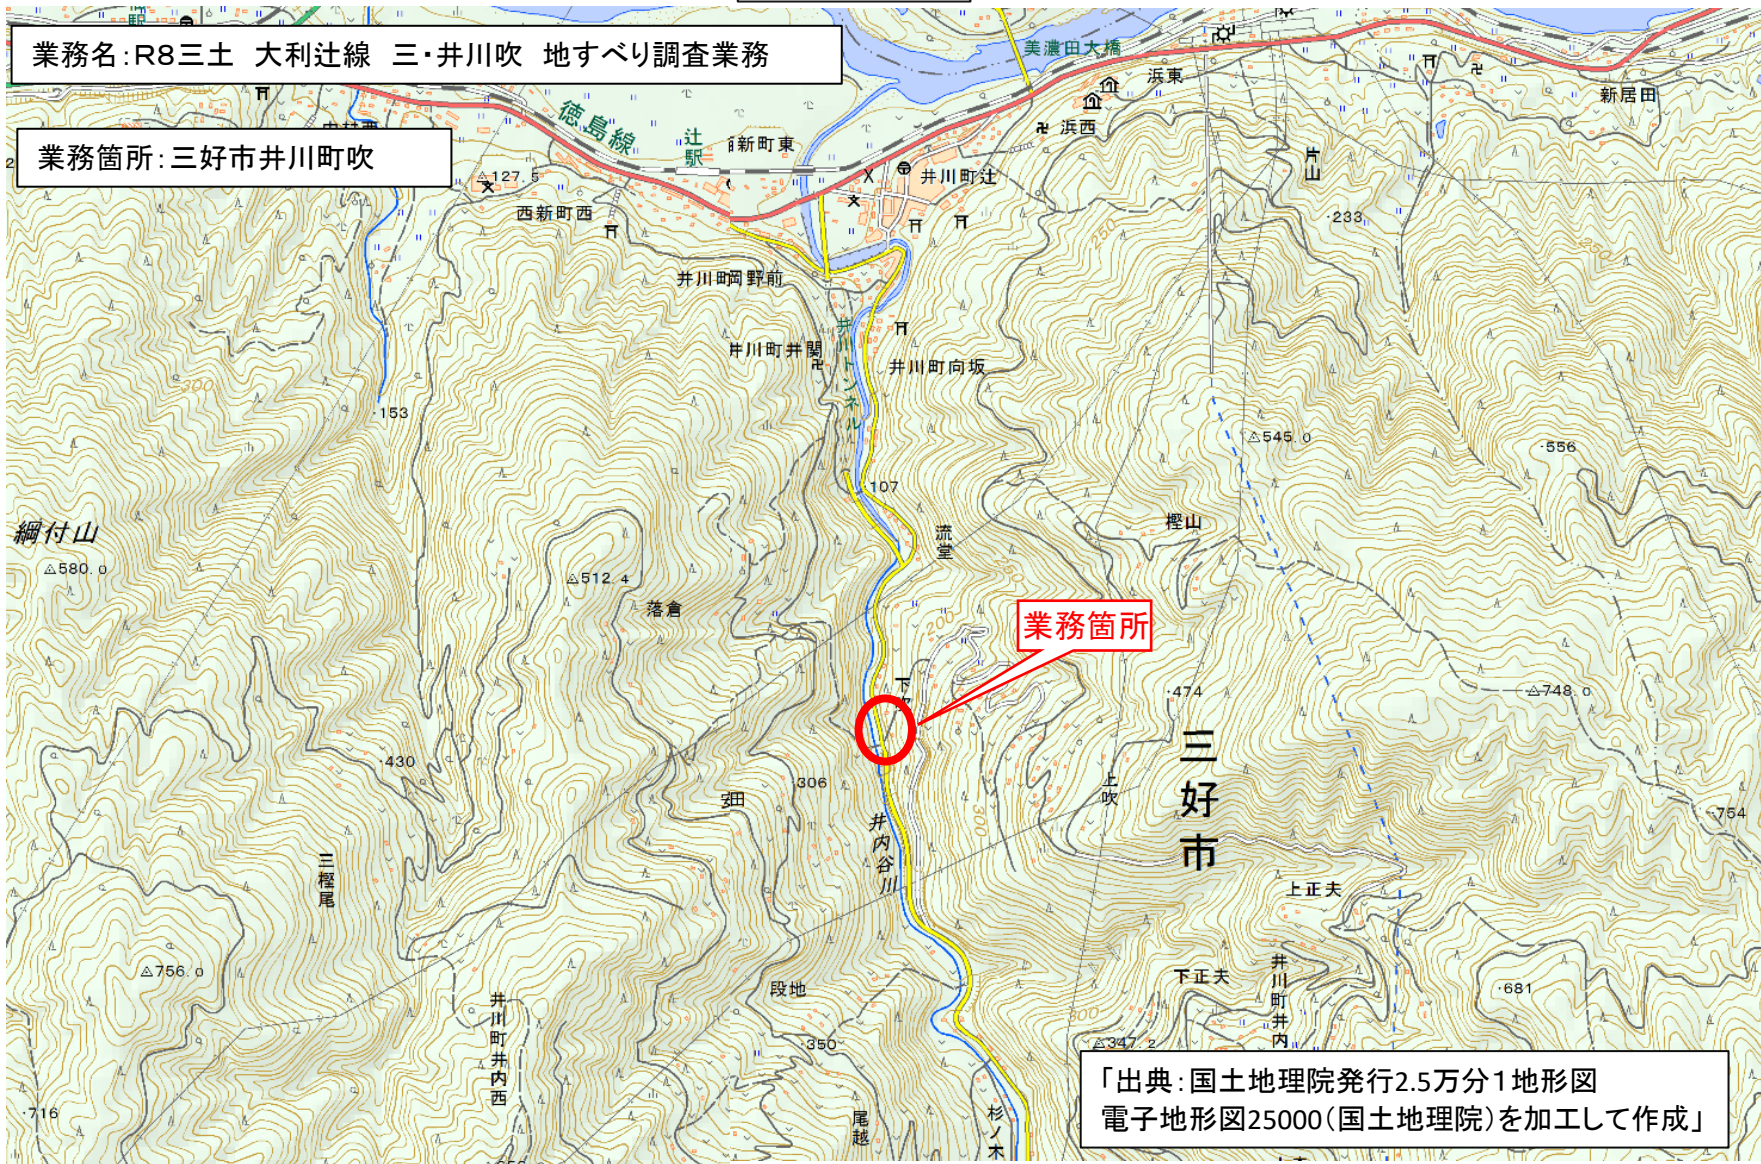 業務名：R8三土　大利辻線　三・井川吹　地すべり調査業務
業務箇所：三好市井川町吹
美濃田大橋
浜東
浜西
新居田
片山
徳島線
辻駅
新町東
井川町辻
127.5
西新町西
233
250
井川町岡野前
井川トンネル
井川町井関
井川町向坂
300
153
107
545.0
556
綱付山
580.0
512.4
流堂
樫山
落倉
200
業務箇所
474
748.0
三好市
430
306
安田
上吹
300
754
井内谷川
三樫尾
上正夫
756.0
段地
下正夫
井川町井内
681
井川町井内西
350
300
347.2
716
尾越
杉ノ木
「出典：国土地理院発行2.5万分1地形図
電子地形図25000（国土地理院）を加工して作成」